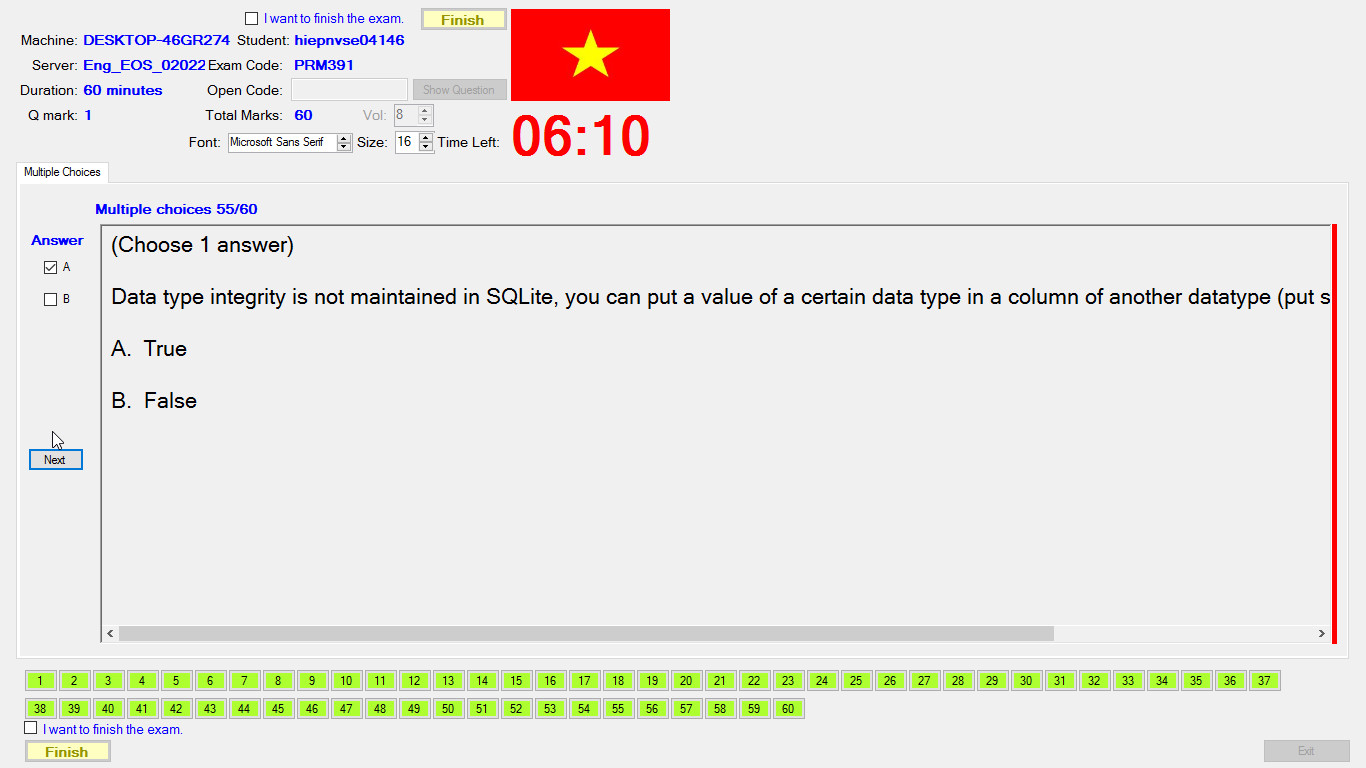 I want to finish the exam. Finish
Machine: DESKTOP-46GR274 Student: hiepnvse04146
Server: Eng_EOS_02022 Exam Code: PRM391
Duration: 60 minutes Open Code: Show Question
Q mark: 1 Total Marks: 60 Vol: 8
Font: Microsoft Sans Serif Size: 16 Time Left: 06:10
Multiple Choices
Multiple choices 55/60
Answer
(Choose 1 answer)
A
Data type integrity is not maintained in SQLite, you can put a value of a certain data type in a column of another datatype (put s
B
A. True
B. False
Next
1 2 3 4 5 6 7 8 9 10 11 12 13 14 15 16 17 18 19 20 21 22 23 24 25 26 27 28 29 30 31 32 33 34 35 36 37
38 39 40 41 42 43 44 45 46 47 48 49 50 51 52 53 54 55 56 57 58 59 60
I want to finish the exam.
Finish Exit